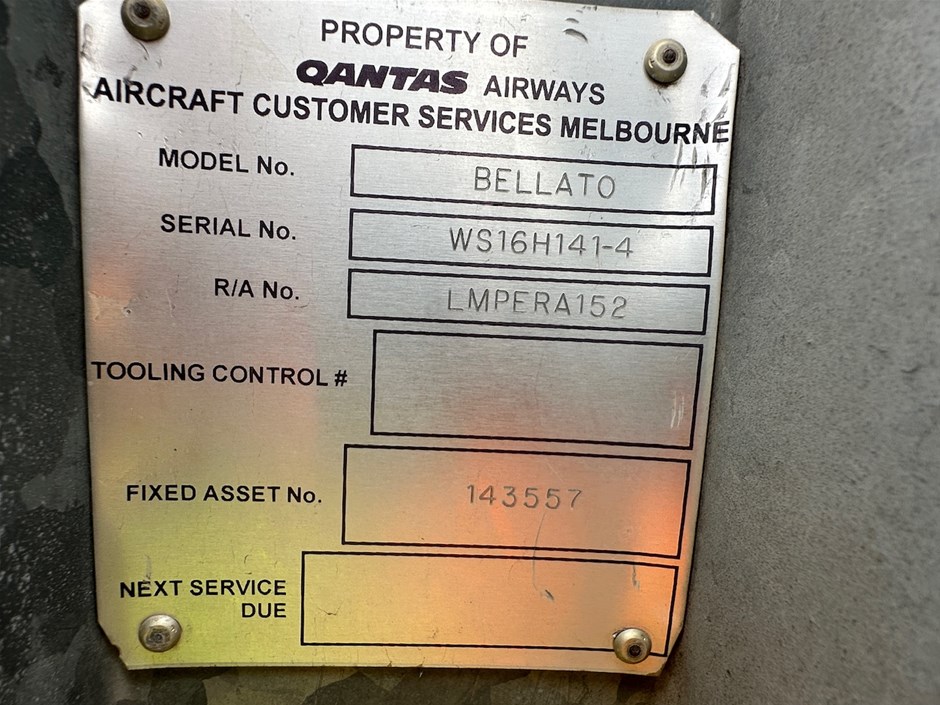 PROPERTY OF
QANTAS AIRWAYS
AIRCRAFT CUSTOMER SERVICES MELBOURNE
MODEL No. BELLATO
SERIAL No. WS16H141-4
R/A No. LMPERA152
TOOLING CONTROL #
FIXED ASSET No. 143557
NEXT SERVICE
DUE